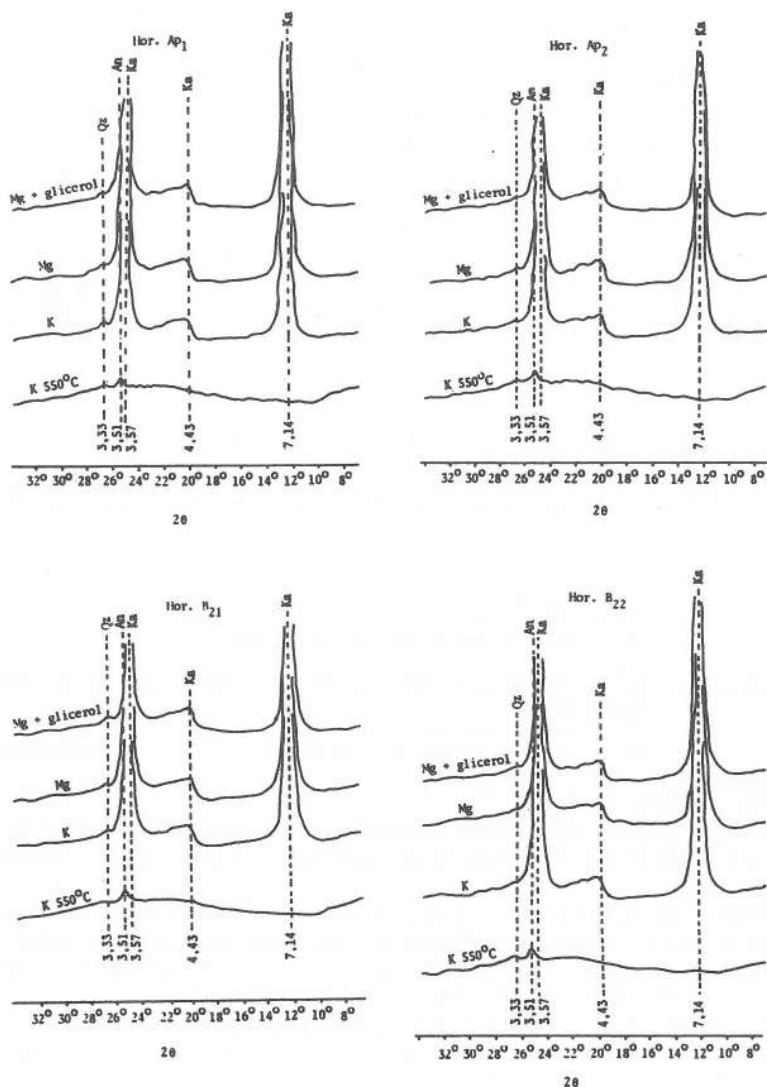 Hor. Ap1
Qz An Ka Ka Ka
Mg + glicerol
Mg
K
K 550°C
3,33 3,51 3,57 4,43 7,14
32° 30° 28° 26° 24° 22° 20° 18° 16° 14° 12° 10° 8°
2θ
Hor. Ap2
Qz An Ka Ka Ka
Mg + glicerol
Mg
K
K 550°C
3,33 3,51 3,57 4,43 7,14
32° 30° 28° 26° 24° 22° 20° 18° 16° 14° 12° 10° 8°
2θ
Hor. B21
Qz An Ka Ka Ka
Mg + glicerol
Mg
K
K 550°C
3,33 3,51 3,57 4,43 7,14
32° 30° 28° 26° 24° 22° 20° 18° 16° 14° 12° 10° 8°
2θ
Hor. B22
Qz An Ka Ka Ka
Mg + glicerol
Mg
K
K 550°C
3,33 3,51 3,57 4,43 7,14
32° 30° 28° 26° 24° 22° 20° 18° 16° 14° 12° 10° 8°
2θ